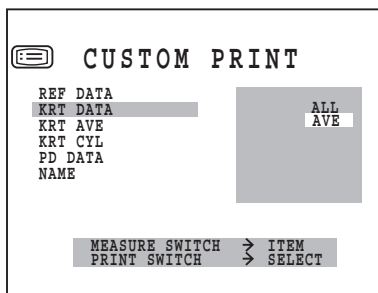 CUSTOM PRINT
REF DATA
KRT DATA
KRT AVE
KRT CYL
PD DATA
NAME
ALL
AVE
MEASURE SWITCH → ITEM
PRINT SWITCH → SELECT